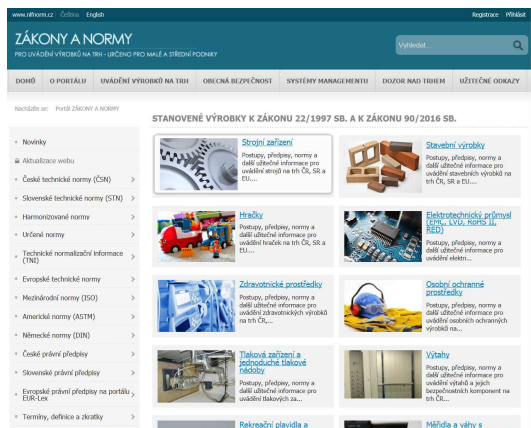 www.nlfnorm.cz Čeština English
Registrace Přihlásit
ZÁKONY A NORMY
PRO UVÁDĚNÍ VÝROBKŮ NA TRH - URČENO PRO MALÉ A STŘEDNÍ PODNIKY
Vyhledat...
DOMŮ O PORTÁLU UVÁDĚNÍ VÝROBKŮ NA TRH OBECNÁ BEZPEČNOST SYSTÉMY MANAGEMENTU DOZOR NAD TRHEM UŽITEČNÉ ODKAZY
Nacházíte se: Portál ZÁKONY A NORMY
Novinky
Aktualizace webu
České technické normy (ČSN)
Slovenské technické normy (STN)
Harmonizované normy
Určené normy
Technické normalizační informace
(TNI)
Evropské technické normy
Mezinárodní normy (ISO)
Americké normy (ASTM)
Německé normy (DIN)
České právní předpisy
Slovenské právní předpisy
Evropské právní předpisy na portálu
EUR-Lex
Termíny, definice a zkratky
STANOVENÉ VÝROBKY K ZÁKONU 22/1997 SB. A K ZÁKONU 90/2016 SB.
Strojní zařízení
Postupy, předpisy, normy a
další užitečné informace pro
uvádění strojů na trh ČR, SR a
EU....
Stavební výrobky
Postupy, předpisy, normy a
další užitečné informace pro
uvádění stavebních výrobků na
trh ČR, SR a EU....
Hračky
Postupy, předpisy, normy a
další užitečné informace pro
uvádění hraček na trh ČR, SR a
EU....
Elektrotechnický průmysl
(EMC, LVD, RoHS II,
RED)
Postupy, předpisy, normy a
další užitečné informace pro
uvádění elektri...
Zdravotnické prostředky
Postupy, předpisy, normy a
další užitečné informace pro
uvádění zdravotnických výrobků
na trh ČR,...
Osobní ochranné
prostředky
Postupy, předpisy, normy a
další užitečné informace pro
uvádění osobních ochranných
výrobků na...
Tlaková zařízení a
jednoduché tlakové
nádoby
Postupy, předpisy, normy a
další užitečné informace pro
uvádění tlakových za...
Výtahy
Postupy, předpisy, normy a
další užitečné informace pro
uvádění výtahů a jejich
bezpečnostních komponent na
trh ČR...
Rekreační plavidla a
Měřidla a váhy s